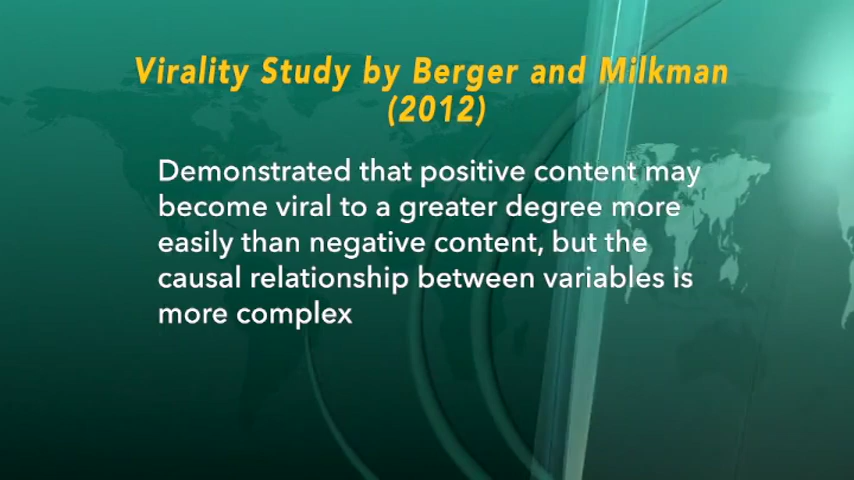 Virality Study by Berger and Milkman
(2012)
Demonstrated that positive content may
become viral to a greater degree more
easily than negative content, but the
causal relationship between variables is
more complex